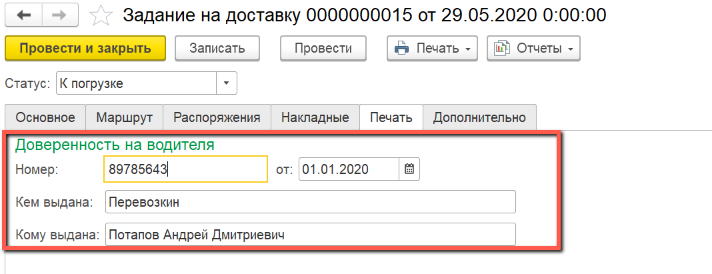 Задание на доставку 0000000015 от 29.05.2020 0:00:00
Провести и закрыть Записать Провести Печать Отчеты
Статус: К погрузке
Основное Маршрут Распоряжения Накладные Печать Дополнительно
Доверенность на водителя
Номер: 89785643 от: 01.01.2020
Кем выдана: Перевозкин
Кому выдана: Потапов Андрей Дмитриевич